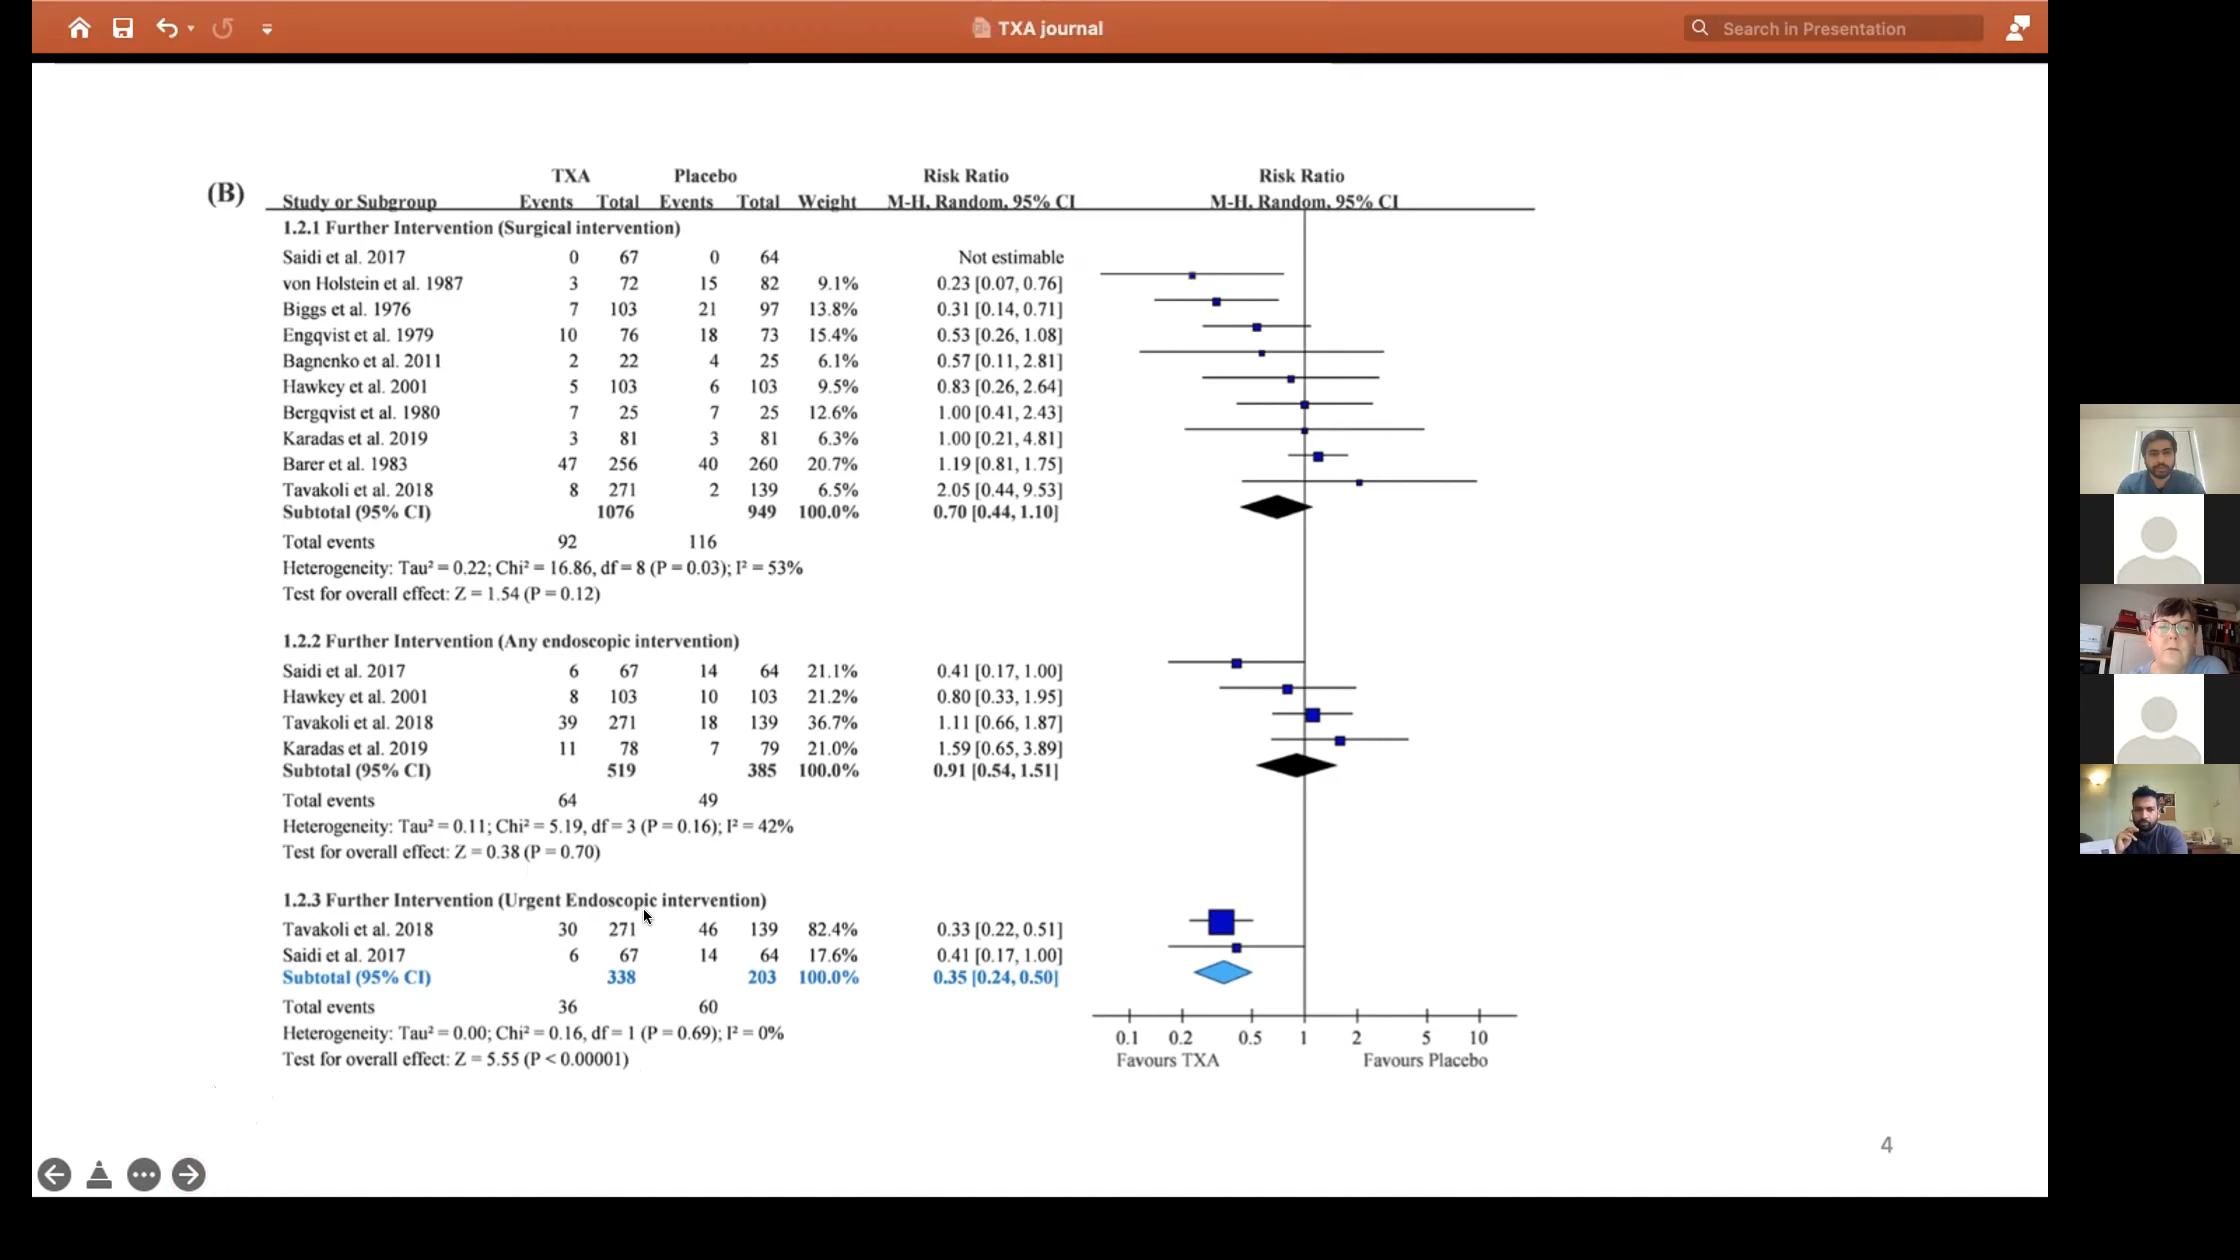 TXA journal
Search in Presentation
(B)
TXA Placebo Risk Ratio Risk Ratio
Study or Subgroup Events Total Events Total Weight M-H, Random, 95% CI M-H, Random, 95% CI
1.2.1 Further Intervention (Surgical intervention)
Saidi et al. 2017 0 67 0 64 Not estimable
von Holstein et al. 1987 3 72 15 82 9.1% 0.23 [0.07, 0.76]
Biggs et al. 1976 7 103 21 97 13.8% 0.31 [0.14, 0.71]
Engqvist et al. 1979 10 76 18 73 15.4% 0.53 [0.26, 1.08]
Bagnenko et al. 2011 2 22 4 25 6.1% 0.57 [0.11, 2.81]
Hawkey et al. 2001 5 103 6 103 9.5% 0.83 [0.26, 2.64]
Bergqvist et al. 1980 7 25 7 25 12.6% 1.00 [0.41, 2.43]
Karadas et al. 2019 3 81 3 81 6.3% 1.00 [0.21, 4.81]
Barer et al. 1983 47 256 40 260 20.7% 1.19 [0.81, 1.75]
Tavakoli et al. 2018 8 271 2 139 6.5% 2.05 [0.44, 9.53]
Subtotal (95% CI) 1076 949 100.0% 0.70 [0.44, 1.10]
Total events 92 116
Heterogeneity: Tau² = 0.22; Chi² = 16.86, df = 8 (P = 0.03); I² = 53%
Test for overall effect: Z = 1.54 (P = 0.12)
1.2.2 Further Intervention (Any endoscopic intervention)
Saidi et al. 2017 6 67 14 64 21.1% 0.41 [0.17, 1.00]
Hawkey et al. 2001 8 103 10 103 21.2% 0.80 [0.33, 1.95]
Tavakoli et al. 2018 39 271 18 139 36.7% 1.11 [0.66, 1.87]
Karadas et al. 2019 11 78 7 79 21.0% 1.59 [0.65, 3.89]
Subtotal (95% CI) 519 385 100.0% 0.91 [0.54, 1.51]
Total events 64 49
Heterogeneity: Tau² = 0.11; Chi² = 5.19, df = 3 (P = 0.16); I² = 42%
Test for overall effect: Z = 0.38 (P = 0.70)
1.2.3 Further Intervention (Urgent Endoscopic intervention)
Tavakoli et al. 2018 30 271 46 139 82.4% 0.33 [0.22, 0.51]
Saidi et al. 2017 6 67 14 64 17.6% 0.41 [0.17, 1.00]
Subtotal (95% CI) 338 203 100.0% 0.35 [0.24, 0.50]
Total events 36 60
Heterogeneity: Tau² = 0.00; Chi² = 0.16, df = 1 (P = 0.69); I² = 0%
Test for overall effect: Z = 5.55 (P < 0.00001)
0.1 0.2 0.5 1 2 5 10
Favours TXA Favours Placebo
4